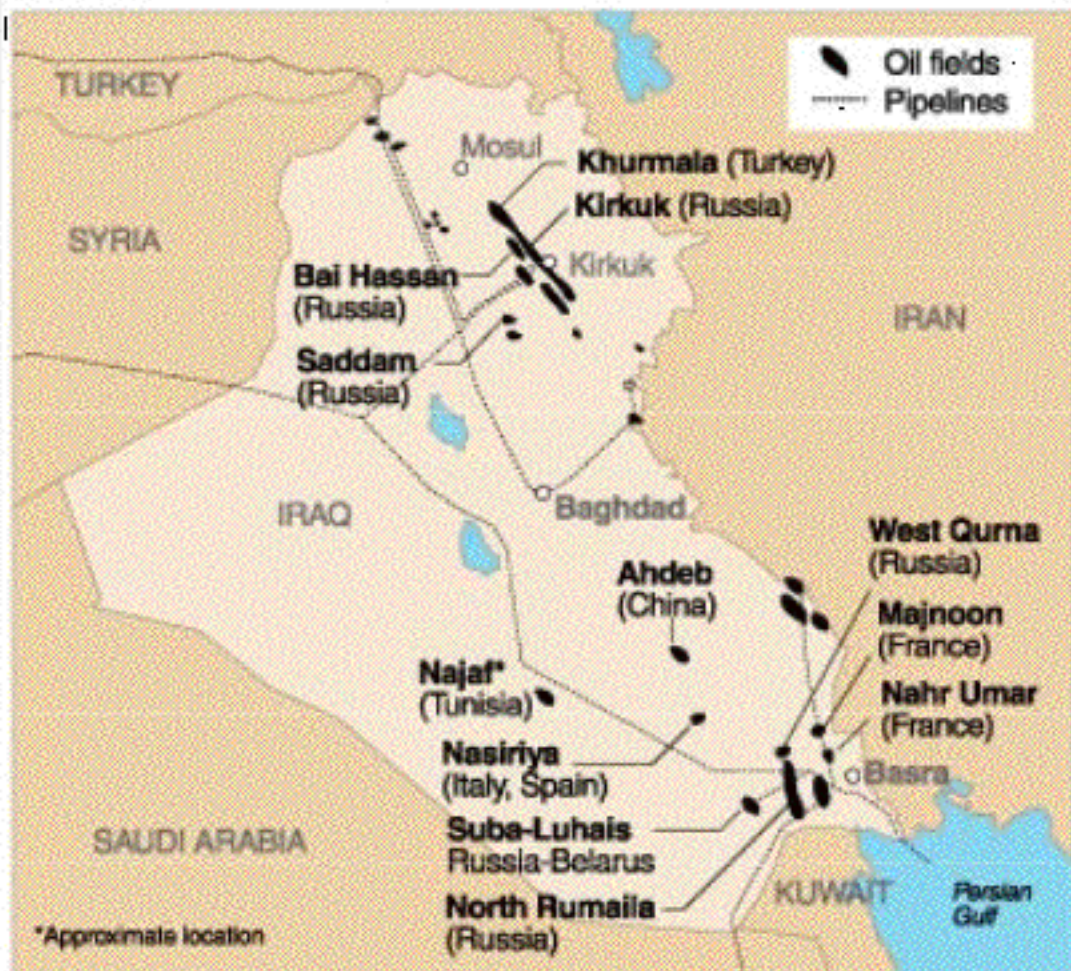 Oil fields
Pipelines
TURKEY
Mosul
Khurmala (Turkey)
Kirkuk (Russia)
SYRIA
Kirkuk
Bai Hassan
(Russia)
IRAN
Saddam
(Russia)
IRAQ
Baghdad
West Qurna
(Russia)
Ahdeb
(China)
Majnoon
(France)
Najaf*
(Tunisia)
Nahr Umar
(France)
Nasiriya
(Italy, Spain)
Basra
Suba-Luhais
Russia-Belarus
SAUDI ARABIA
KUWAIT
Persian
Gulf
North Rumaila
(Russia)
*Approximate location